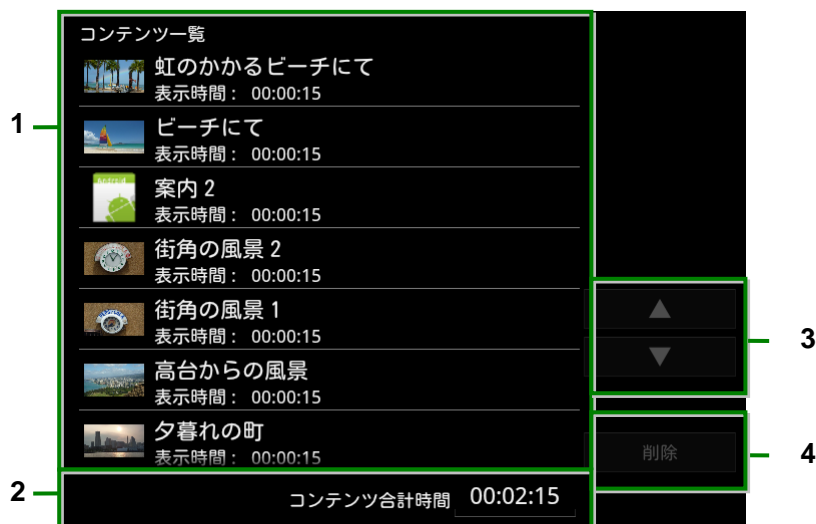 コンテンツ一覧
虹のかかるビーチにて
表示時間： 00:00:15
1
ビーチにて
表示時間： 00:00:15
Android
案内 2
表示時間： 00:00:15
街角の風景 2
表示時間： 00:00:15
街角の風景 1
表示時間： 00:00:15
▲
3
▼
高台からの風景
表示時間： 00:00:15
夕暮れの町
表示時間： 00:00:15
削除
4
2
コンテンツ合計時間 00:02:15